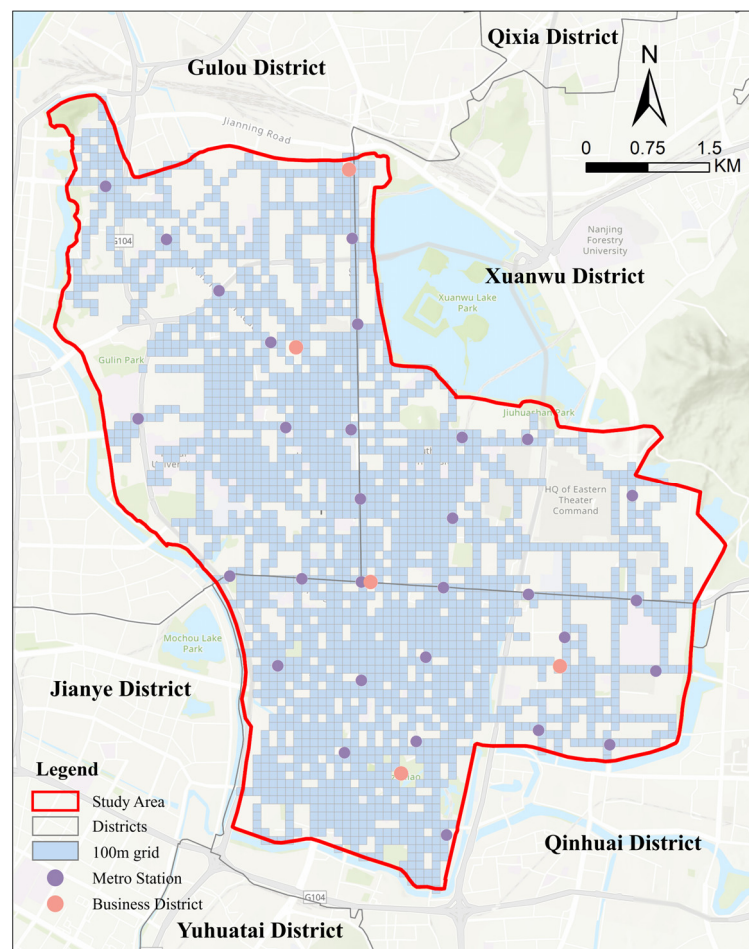 Qixia District
Gulou District
N
Jianning Road
0 0.75 1.5
KM
Nanjing
Forestry
University
G104
Xuanwu District
Xuanwu Lake
Park
Gulin Park
Jiuhuashan Park
HQ of Eastern
Theater
Command
Mochou Lake
Park
Jianye District
Legend
Study Area
Districts
100m grid
Metro Station
Business District
Qinhuai District
G104
Yuhuatai District